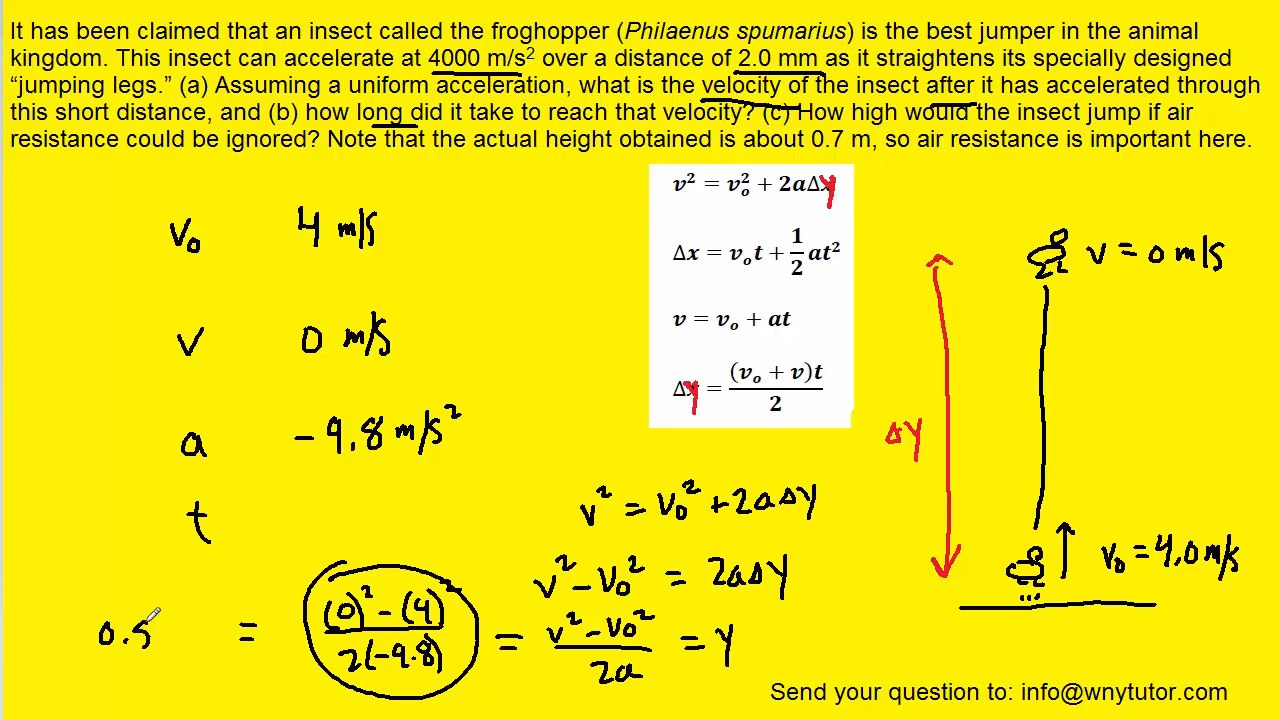 It has been claimed that an insect called the froghopper (Philaenus spumarius) is the best jumper in the animal
kingdom. This insect can accelerate at 4000 m/s² over a distance of 2.0 mm as it straightens its specially designed
“jumping legs.” (a) Assuming a uniform acceleration, what is the velocity of the insect after it has accelerated through
this short distance, and (b) how long did it take to reach that velocity? (c) How high would the insect jump if air
resistance could be ignored? Note that the actual height obtained is about 0.7 m, so air resistance is important here.
v² = v₀² + 2aΔy
Δx = v₀t + 1/2 at²
v = v₀ + at
Δy = (v₀ + v)t / 2
v₀ 4 m/s
v 0 m/s
a -9.8 m/s²
t
v = 0 m/s
Δy
v₀ = 4.0 m/s
v² = v₀² + 2aΔy
v² - v₀² = 2aΔy
0.5 = (0)² - (4)² / 2(-9.8) = v² - v₀² / 2a = y
Send your question to: info@wnytutor.com